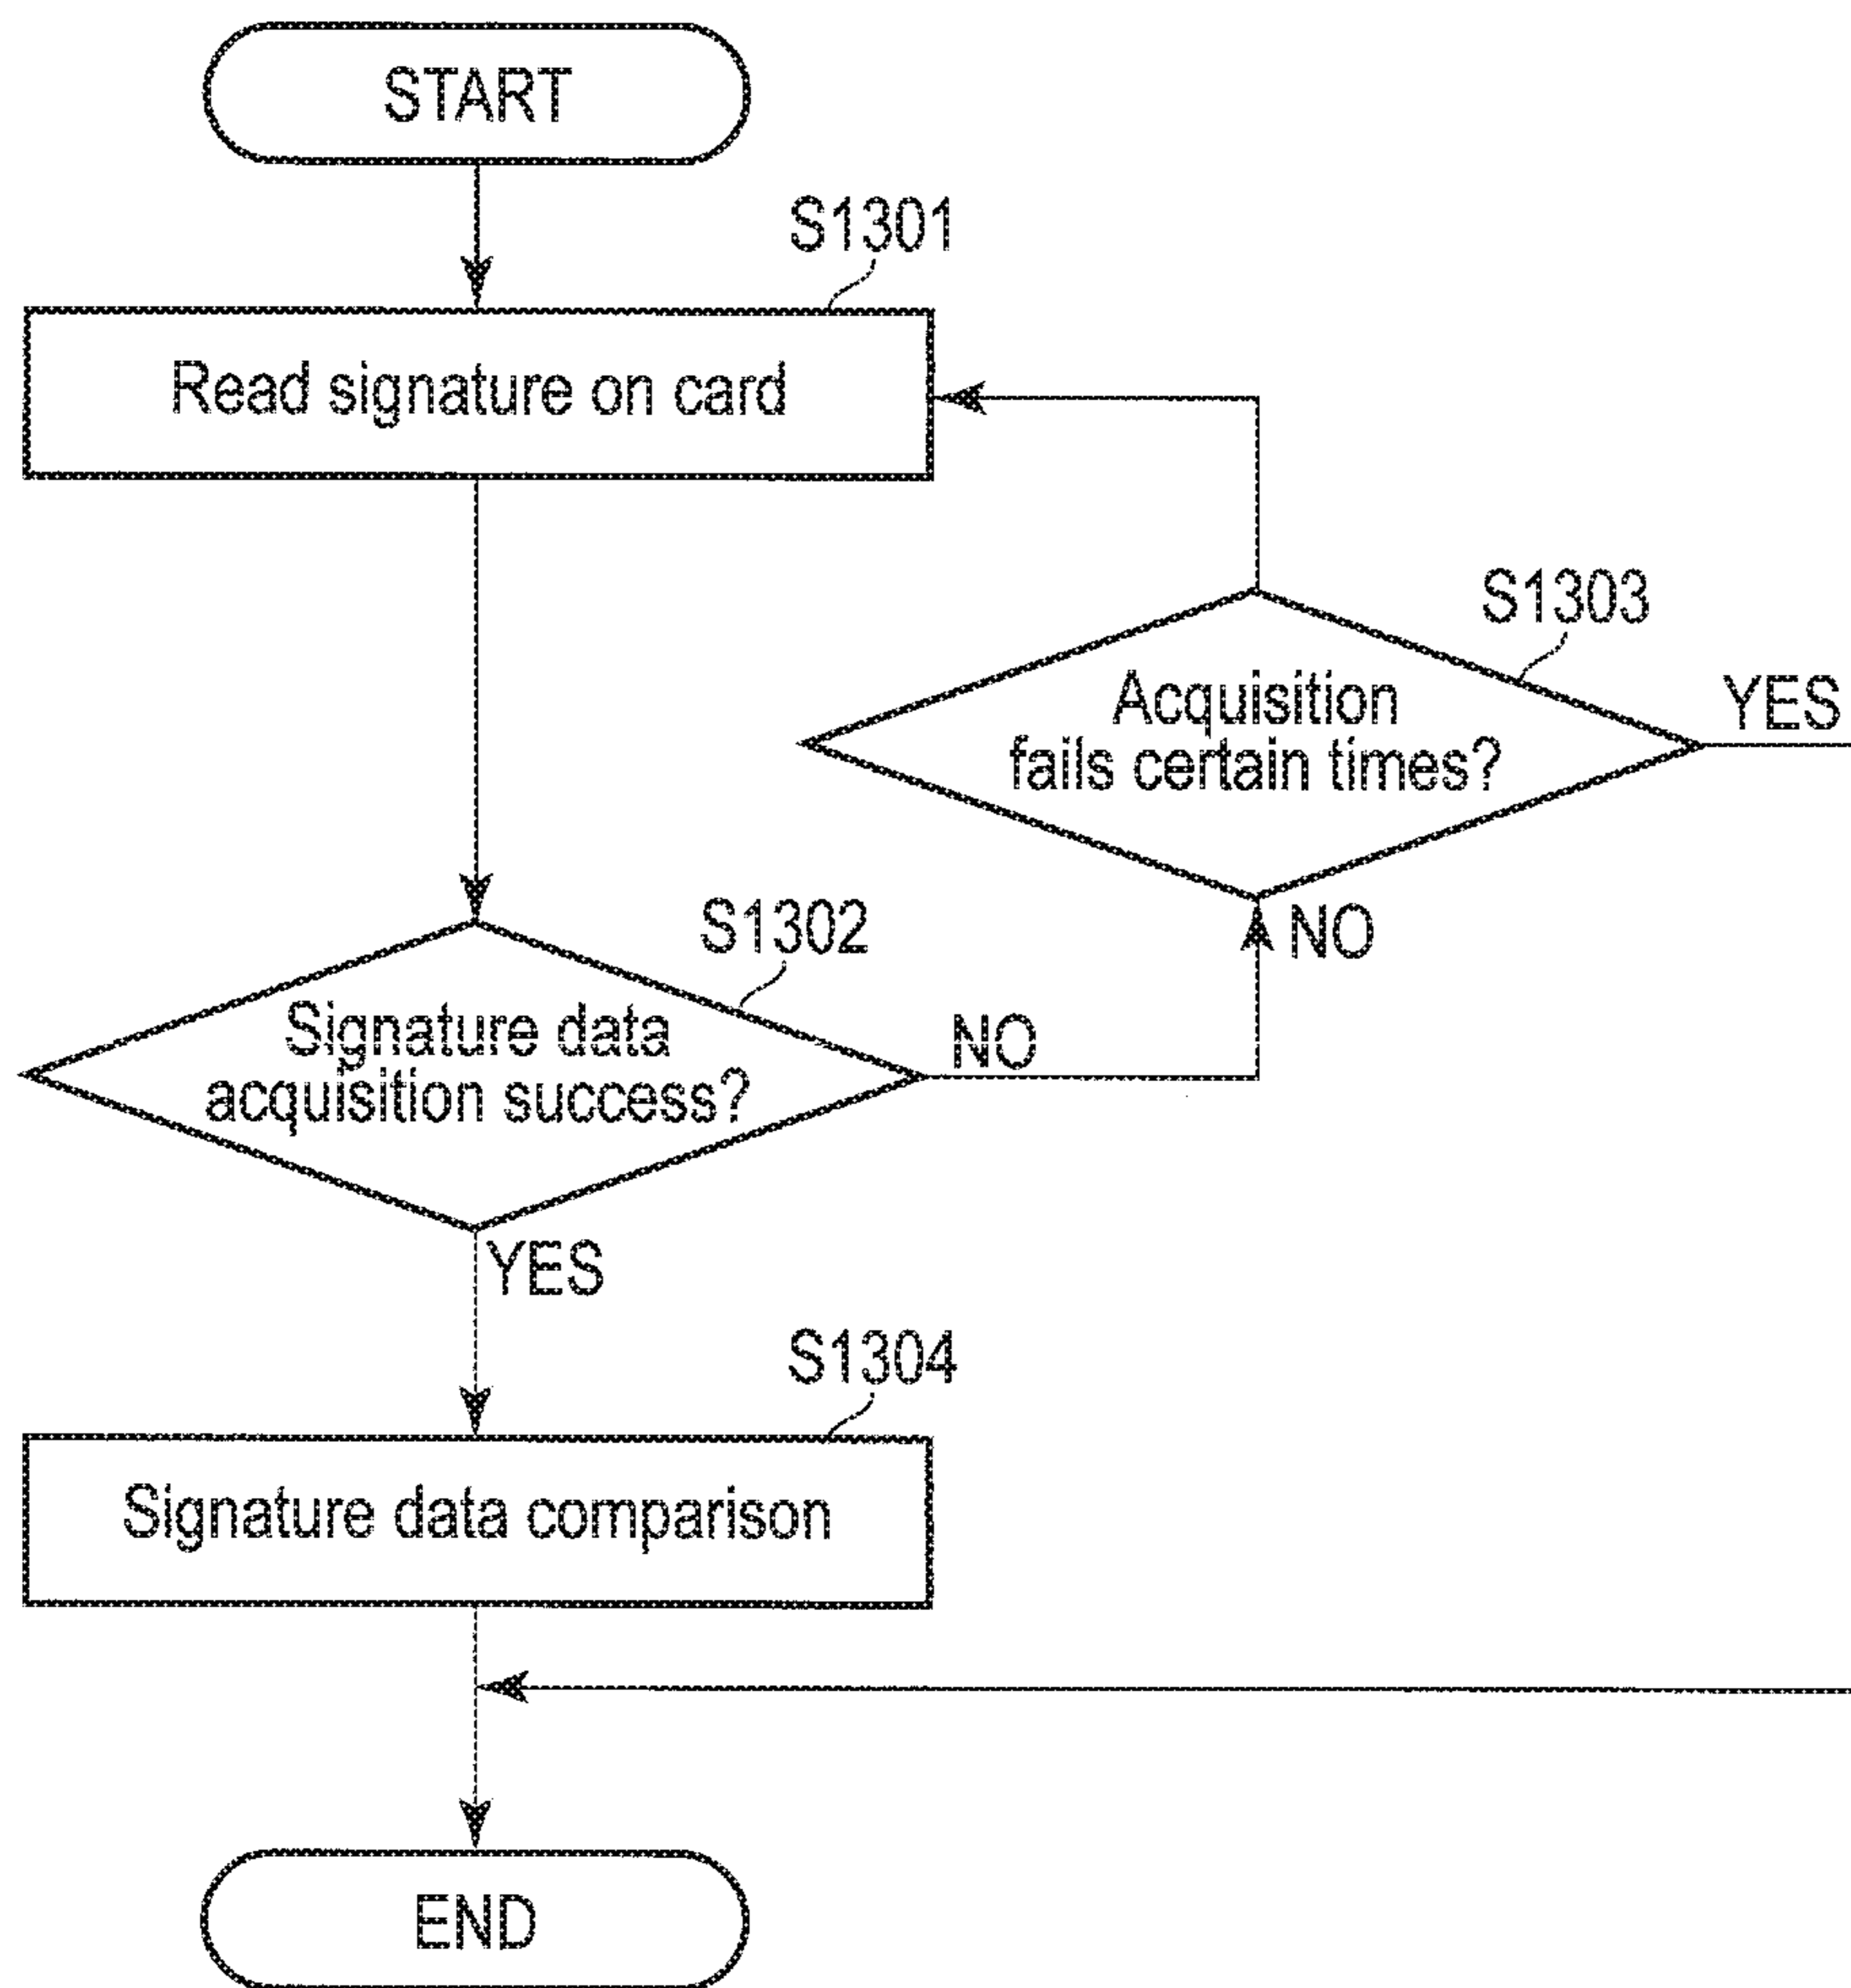 START
S1301
Read signature on card
S1303
Acquisition
fails certain times?
YES
NO
S1302
Signature data
acquisition success?
NO
YES
S1304
Signature data comparison
END